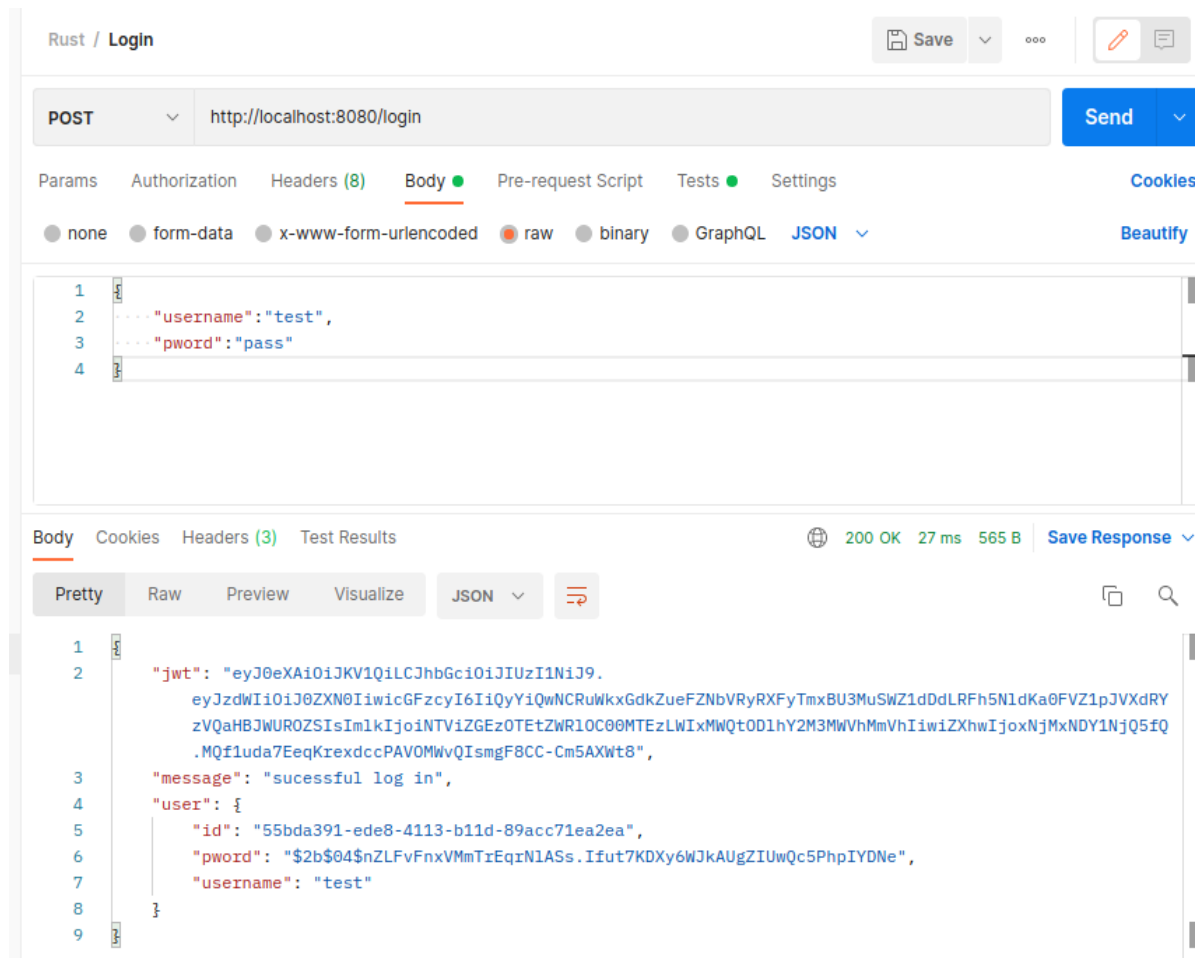 Rust / Login Save
POST http://localhost:8080/login Send
Params Authorization Headers (8) Body Pre-request Script Tests Settings Cookies
none form-data x-www-form-urlencoded raw binary GraphQL JSON Beautify
1 {
2 "username":"test",
3 "pword":"pass"
4 }
Body Cookies Headers (3) Test Results 200 OK 27 ms 565 B Save Response
Pretty Raw Preview Visualize JSON
1 {
2 "jwt": "eyJ0eXAiOiJKV1QiLCJhbGciOiJIUzI1NiJ9.
eyJzdWIiOiJ0ZXN0IiwicGFzcyI6IiQyYiQwNCRuWkxGdkZueFZNbVRyRXFyTmxBU3MuSWZ1dDdLRFh5NldKa0FVZ1pJVXdRY
zVQaHBJWUROZSIsImlkIjoiNTViZGEzOTEtZWRlOC00MTEzLWIxMWQtODlhY2M3MWVhMmVhIiwiZXhwIjoxNjMxNDY1NjQ5fQ
.MQf1uda7EeqKrexdccPAVOMWvQIsmgF8CC-Cm5AXWt8",
3 "message": "sucessful log in",
4 "user": {
5 "id": "55bda391-ede8-4113-b11d-89acc71ea2ea",
6 "pword": "$2b$04$nZLFvFnxVMmTrEqrNlASs.Ifut7KDXy6WJkAUgZIUwQc5PhpIYDNe",
7 "username": "test"
8 }
9 }